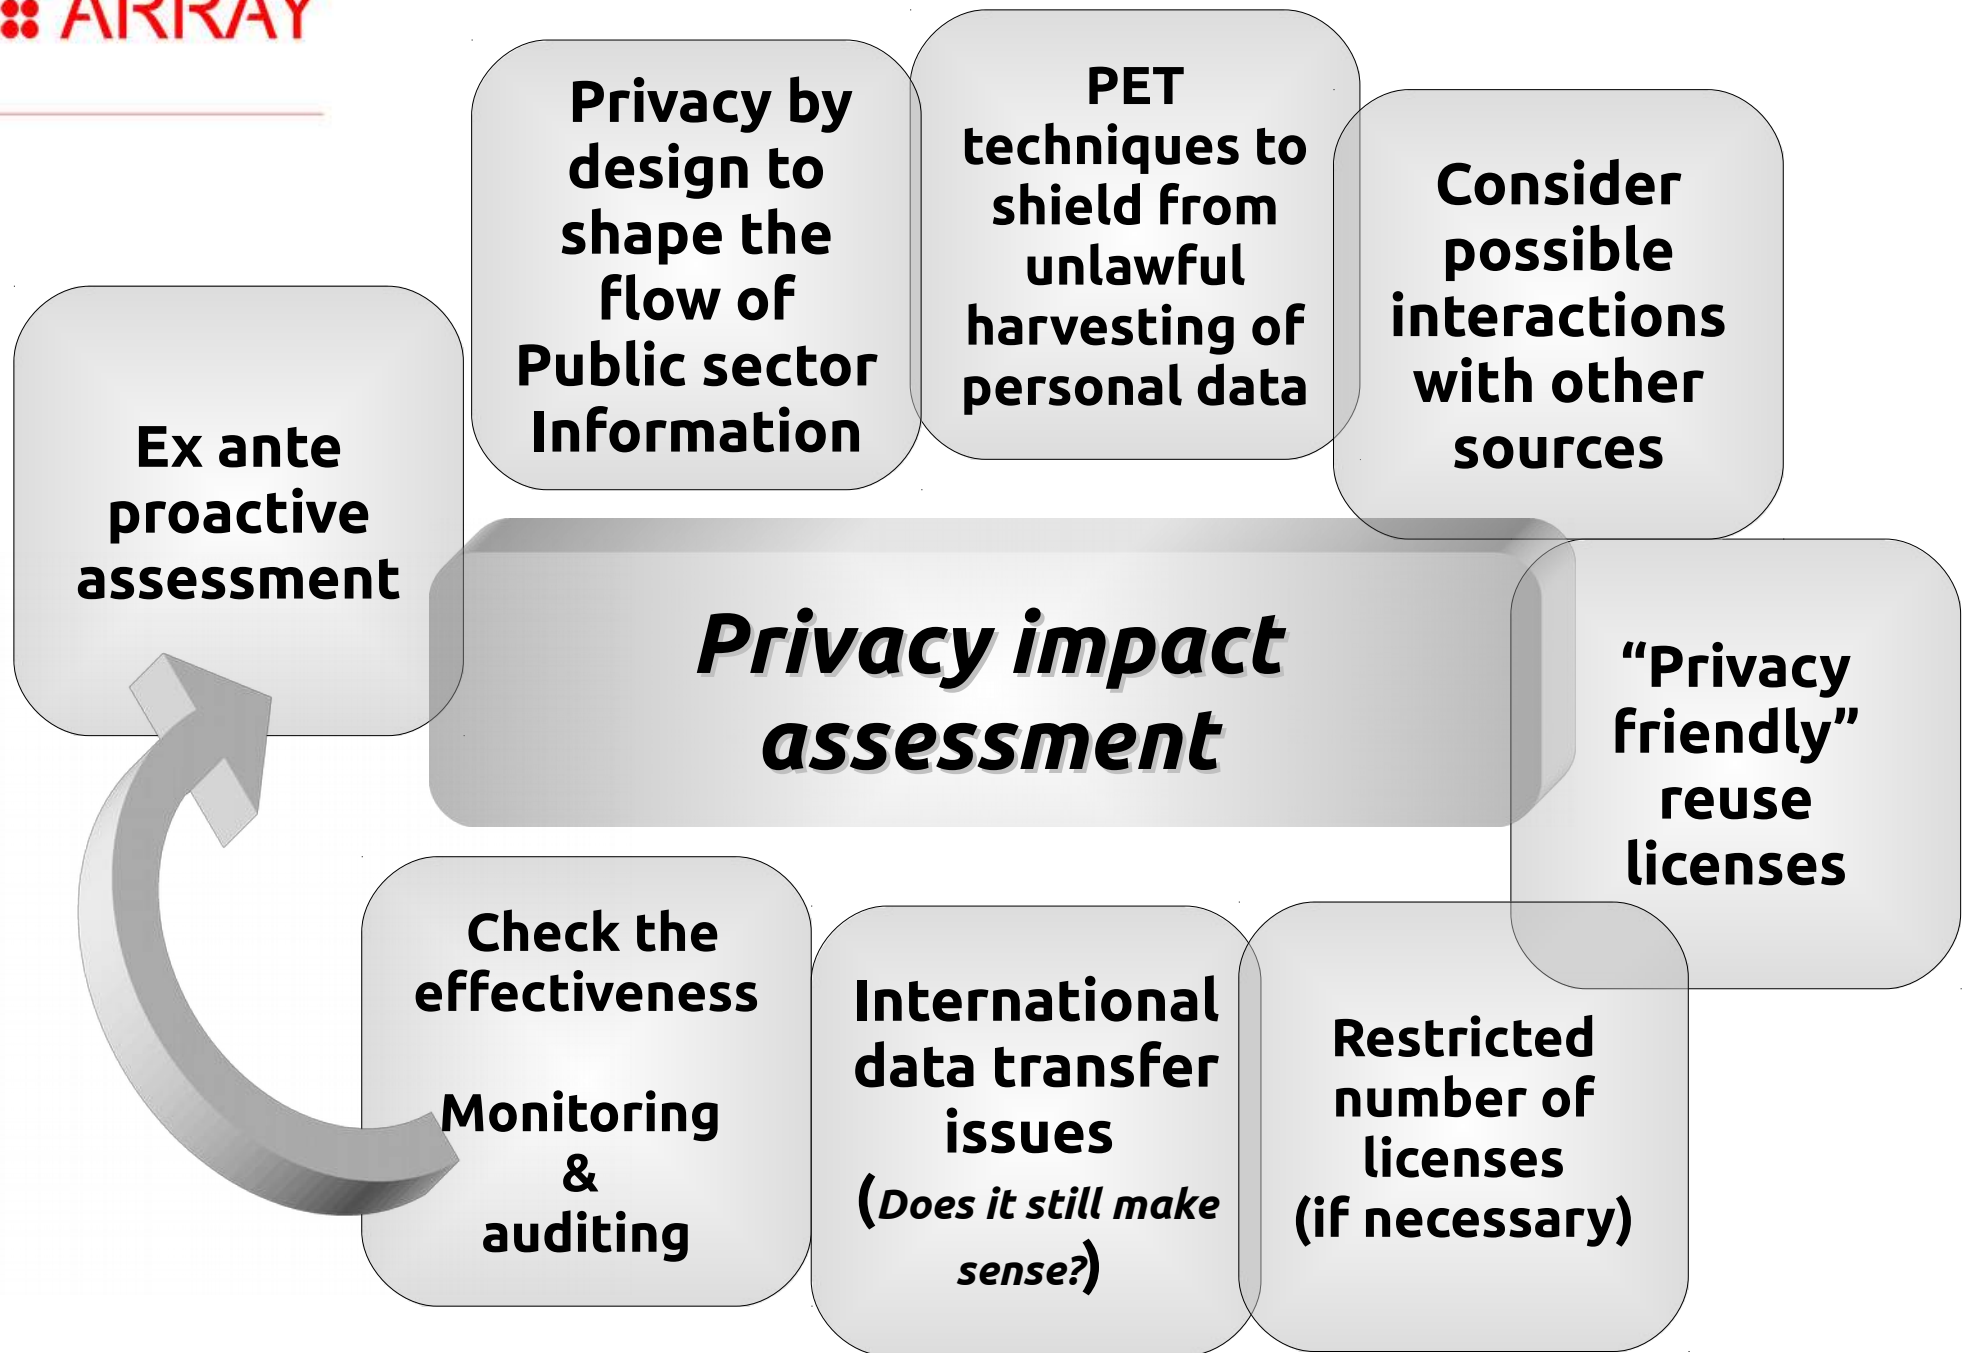 ARRAY
Privacy by
design to
shape the
flow of
Public sector
Information
PET
techniques to
shield from
unlawful
harvesting of
personal data
Consider
possible
interactions
with other
sources
Ex ante
proactive
assessment
Privacy impact
assessment
“Privacy
friendly”
reuse
licenses
Check the
effectiveness
Monitoring
&
auditing
International
data transfer
issues
(Does it still make
sense?)
Restricted
number of
licenses
(if necessary)